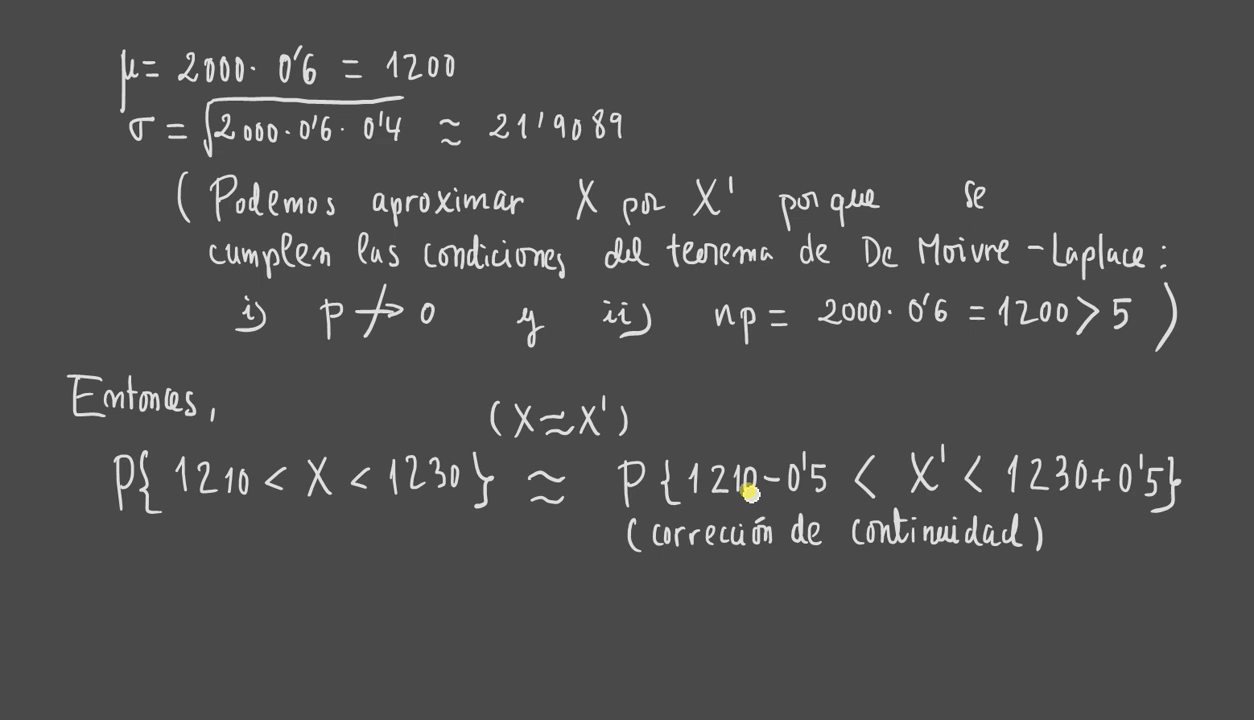 μ = 2000 · 0'6 = 1200
σ = √2000 · 0'6 · 0'4 ≈ 21'9089
( Podemos aproximar X por X' porque se
cumplen las condiciones del teorema de De Moivre - Laplace :
i) p ↛ 0 y ii) np = 2000 · 0'6 = 1200 > 5 )
Entonces,
(X ≈ X')
P{ 1210 < X < 1230 } ≈ P{ 1210 - 0'5 < X' < 1230 + 0'5 }
(corrección de continuidad)